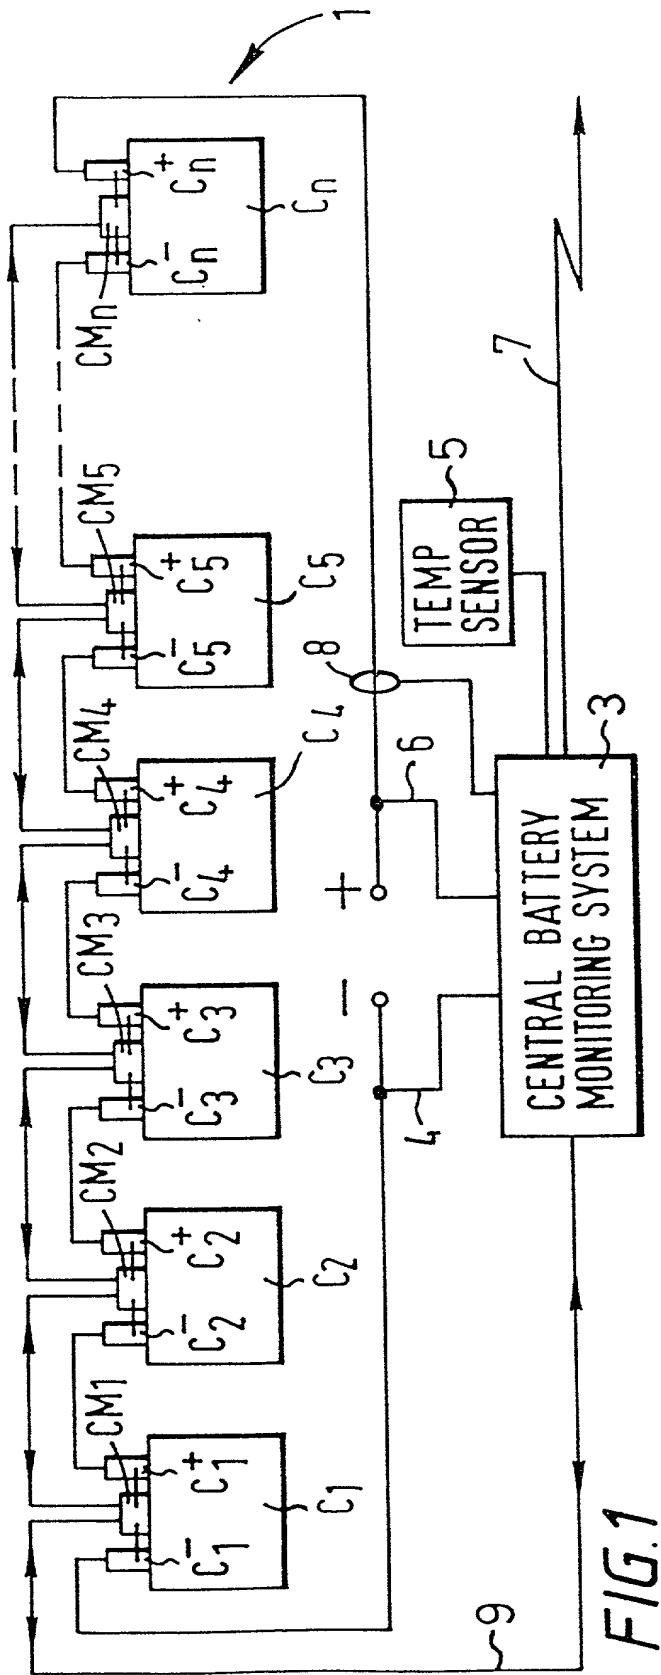 1
CM1
CM2
CM3
CM4
CM5
CMn
C1- C1+
C2- C2+
C3- C3+
C4- C4+
C5- C5+
Cn- Cn+
C1
C2
C3
C4
C5
Cn
- +
8
4
6
TEMP
SENSOR
5
7
CENTRAL BATTERY
MONITORING SYSTEM
3
9
FIG.1